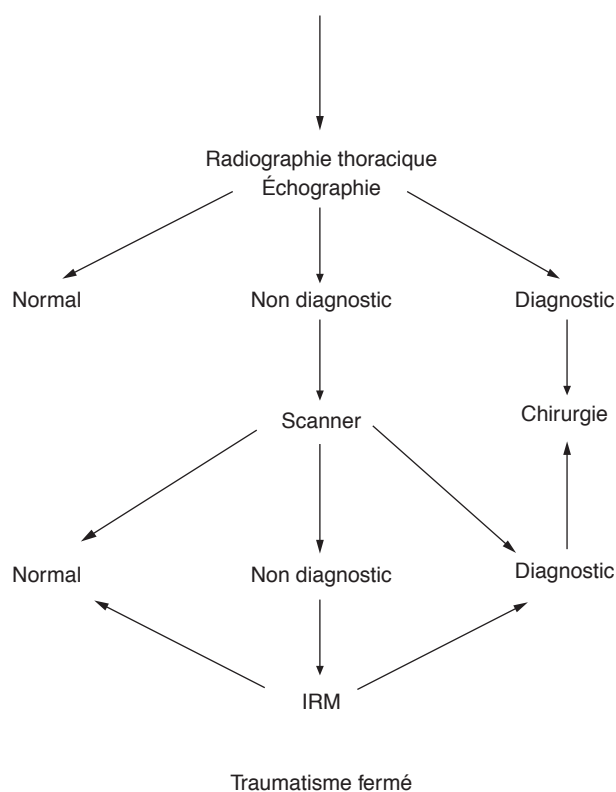 Radiographie thoracique
Échographie
Normal
Non diagnostic
Diagnostic
Chirurgie
Scanner
Normal
Non diagnostic
Diagnostic
IRM
Traumatisme fermé